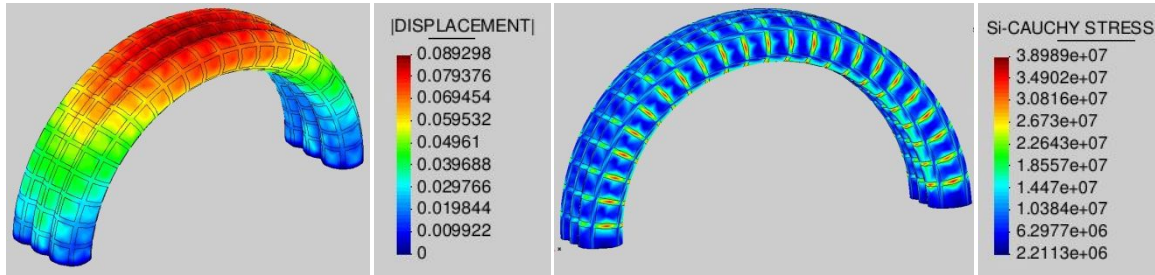 |DISPLACEMENT|
0.089298
0.079376
0.069454
0.059532
0.04961
0.039688
0.029766
0.019844
0.009922
0
Si-CAUCHY STRESS
3.8989e+07
3.4902e+07
3.0816e+07
2.673e+07
2.2643e+07
1.8557e+07
1.447e+07
1.0384e+07
6.2977e+06
2.2113e+06